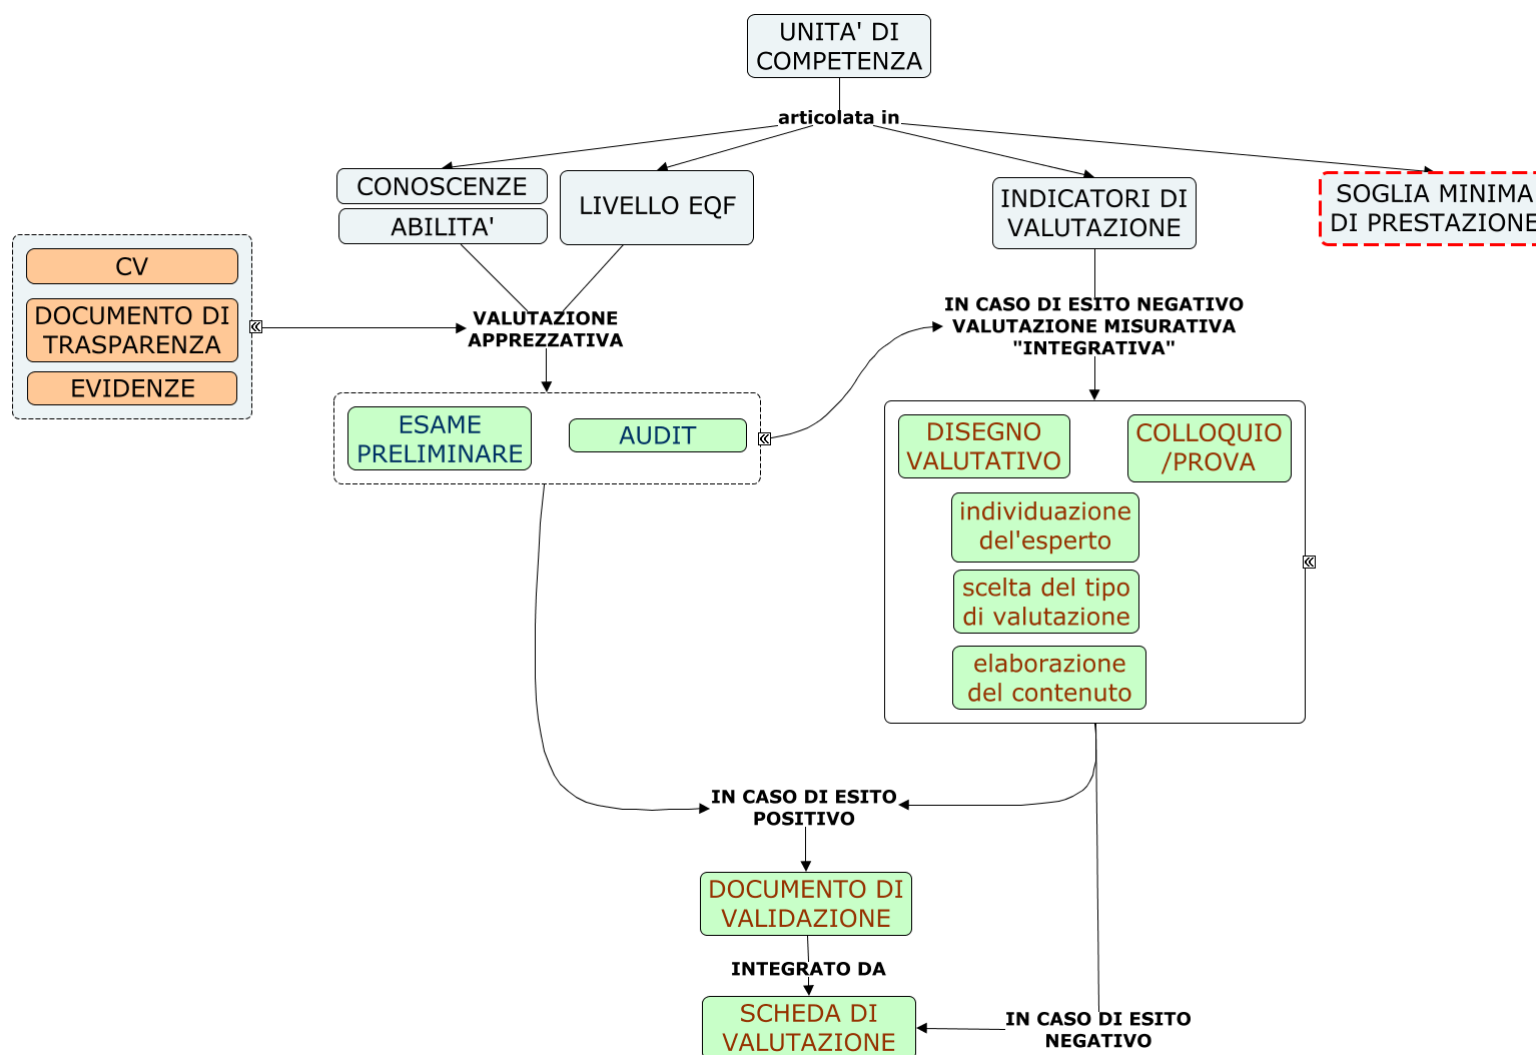 UNITA' DI
COMPETENZA
articolata in
CONOSCENZE
ABILITA'
LIVELLO EQF
INDICATORI DI
VALUTAZIONE
SOGLIA MINIMA
DI PRESTAZIONE
CV
DOCUMENTO DI
TRASPARENZA
EVIDENZE
VALUTAZIONE
APPREZZATIVA
IN CASO DI ESITO NEGATIVO
VALUTAZIONE MISURATIVA
"INTEGRATIVA"
ESAME
PRELIMINARE
AUDIT
DISEGNO
VALUTATIVO
COLLOQUIO
/PROVA
individuazione
del'esperto
scelta del tipo
di valutazione
elaborazione
del contenuto
IN CASO DI ESITO
POSITIVO
DOCUMENTO DI
VALIDAZIONE
INTEGRATO DA
SCHEDA DI
VALUTAZIONE
IN CASO DI ESITO
NEGATIVO